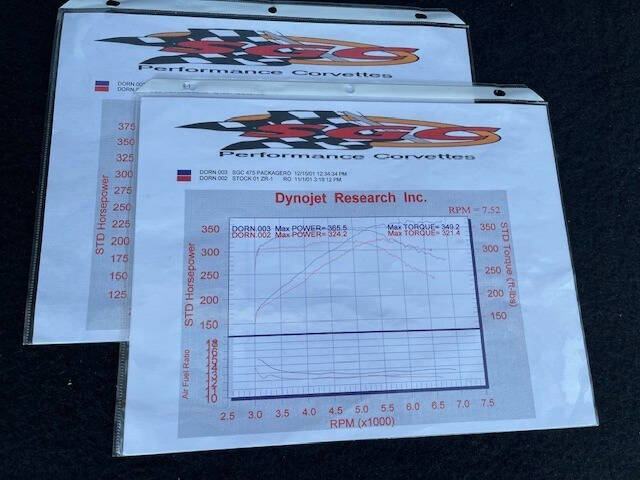 SGC
Performance Corvettes
DORN.00
DORN.0
375
350
325
300
275
250
225
200
175
150
125
STD Horsepower
SGC
Performance Corvettes
DORN.003 SGC 475 PACKAGERO 12/15/01 12:34:34 PM
DORN.002 STOCK 01 ZR-1 RO 11/1/01 3:18:12 PM
Dynojet Research Inc.
RPM = 7.52
DORN.003 Max POWER= 365.5 Max TORQUE= 349.2
DORN.002 Max POWER= 324.2 Max TORQUE= 321.4
350
300
250
200
150
STD Horsepower
350
300
250
200
150
STD Torque (ft-lbs)
Air Fuel Ratio
10
2.5 3.0 3.5 4.0 4.5 5.0 5.5 6.0 6.5 7.0 7.5
RPM (x1000)